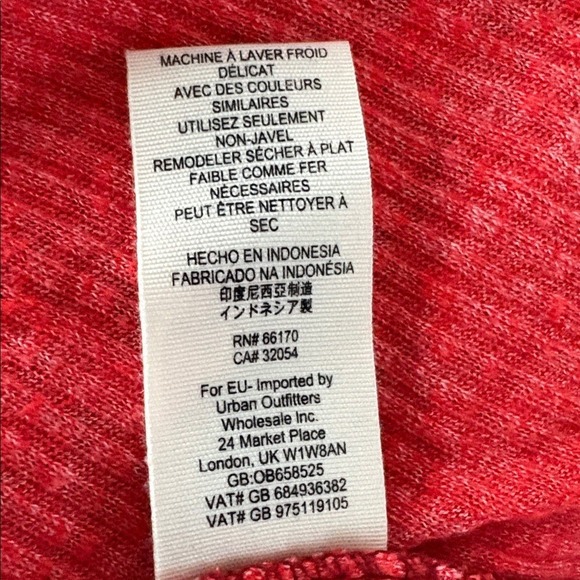 MACHINE À LAVER FROID
DÉLICAT
AVEC DES COULEURS
SIMILAIRES
UTILISEZ SEULEMENT
NON-JAVEL
REMODELER SÉCHER À PLAT
FAIBLE COMME FER
NÉCESSAIRES
PEUT ÊTRE NETTOYER À
SEC
HECHO EN INDONESIA
FABRICADO NA INDONÉSIA
印度尼西亞制造
インドネシア製
RN# 66170
CA# 32054
For EU- Imported by
Urban Outfitters
Wholesale Inc.
24 Market Place
London, UK W1W8AN
GB:OB658525
VAT# GB 684936382
VAT# GB 975119105